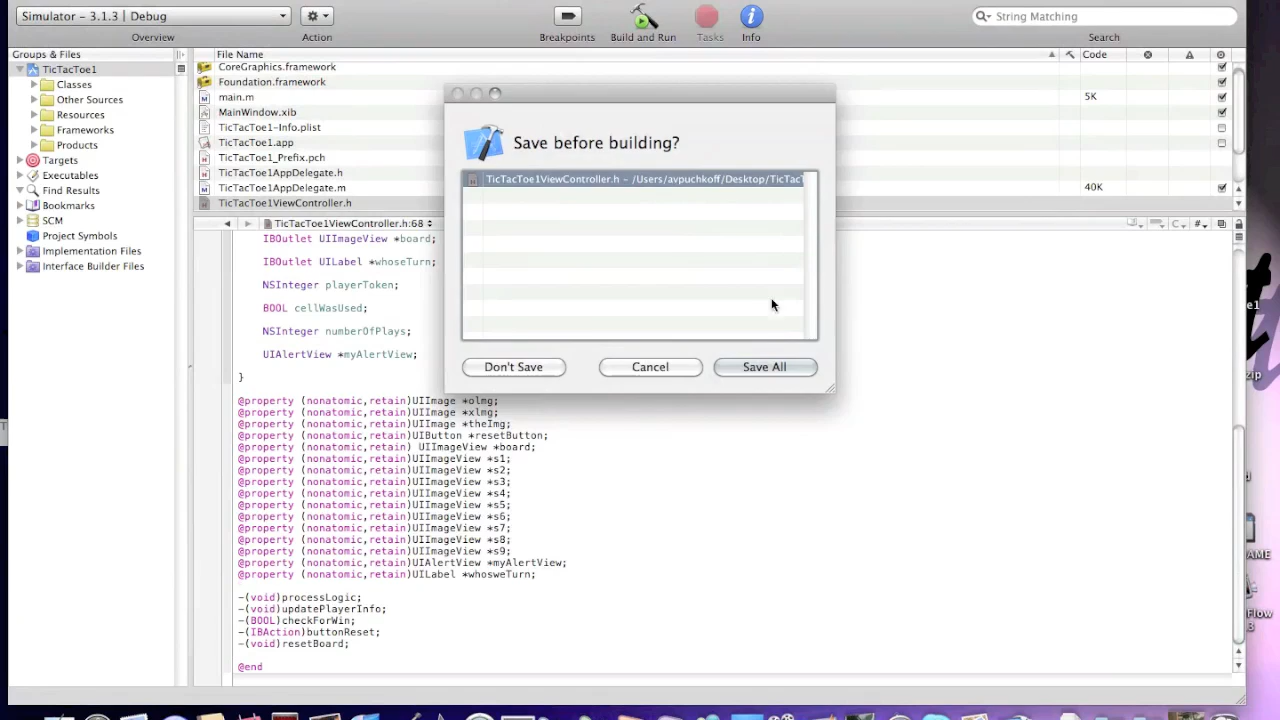 Simulator - 3.1.3 | Debug
String Matching
Overview
Action
Breakpoints
Build and Run
Tasks
Info
Search
Groups & Files
File Name
Code
TicTacToe1
CoreGraphics.framework
Classes
Foundation.framework
Other Sources
main.m
5K
Resources
MainWindow.xib
Frameworks
TicTacToe1-Info.plist
Products
TicTacToe1.app
Targets
TicTacToe1_Prefix.pch
Executables
TicTacToe1AppDelegate.h
Find Results
TicTacToe1AppDelegate.m
40K
Bookmarks
TicTacToe1ViewController.h
SCM
TicTacToe1ViewController.h:68
Project Symbols
Implementation Files
Interface Builder Files
Save before building?
TicTacToe1ViewController.h - /Users/avpuchkoff/Desktop/TicTacT
Don't Save
Cancel
Save All
IBOutlet UIImageView *board;
IBOutlet UILabel *whoseTurn;
NSInteger playerToken;
BOOL cellWasUsed;
NSInteger numberOfPlays;
UIAlertView *myAlertView;
}
@property (nonatomic,retain)UIImage *oImg;
@property (nonatomic,retain)UIImage *xImg;
@property (nonatomic,retain)UIImage *theImg;
@property (nonatomic,retain)UIButton *resetButton;
@property (nonatomic,retain) UIImageView *board;
@property (nonatomic,retain)UIImageView *s1;
@property (nonatomic,retain)UIImageView *s2;
@property (nonatomic,retain)UIImageView *s3;
@property (nonatomic,retain)UIImageView *s4;
@property (nonatomic,retain)UIImageView *s5;
@property (nonatomic,retain)UIImageView *s6;
@property (nonatomic,retain)UIImageView *s7;
@property (nonatomic,retain)UIImageView *s8;
@property (nonatomic,retain)UIImageView *s9;
@property (nonatomic,retain)UIAlertView *myAlertView;
@property (nonatomic,retain)UILabel *whosweTurn;
-(void)processLogic;
-(void)updatePlayerInfo;
-(BOOL)checkForWin;
-(IBAction)buttonReset;
-(void)resetBoard;
@end
e1
zip
AME
Flow
3